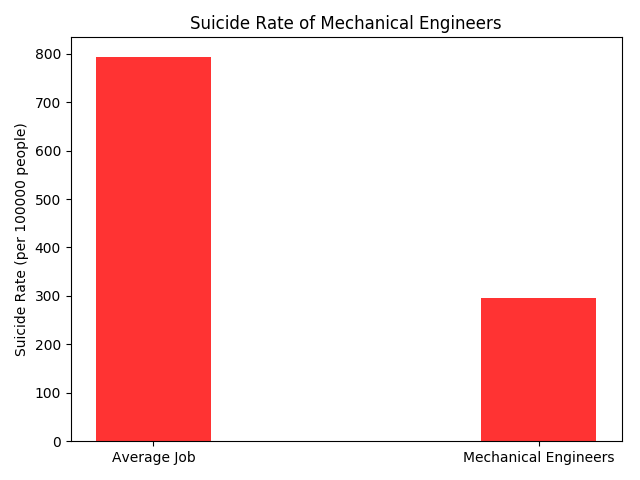 Suicide Rate of Mechanical Engineers
Suicide Rate (per 100000 people)
800
700
600
500
400
300
200
100
0
Average Job
Mechanical Engineers